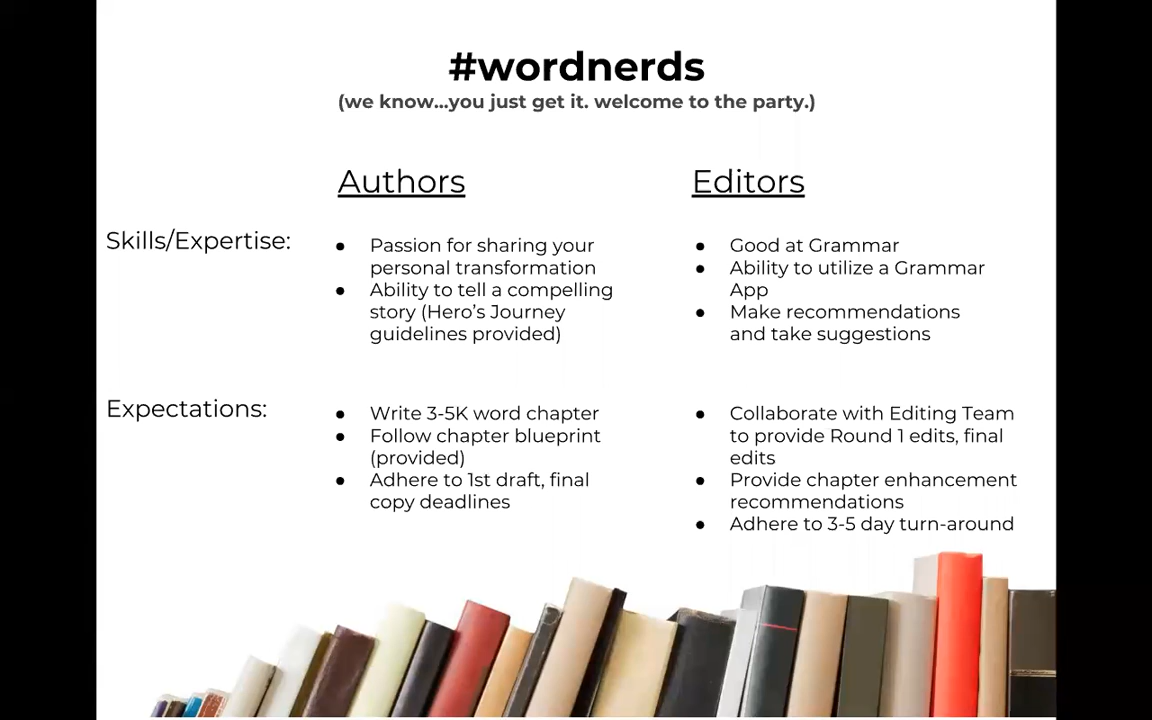 #wordnerds
(we know...you just get it. welcome to the party.)
Authors
Editors
Skills/Expertise:
● Passion for sharing your
personal transformation
● Ability to tell a compelling
story (Hero's Journey
guidelines provided)
● Good at Grammar
● Ability to utilize a Grammar
App
● Make recommendations
and take suggestions
Expectations:
● Write 3-5K word chapter
● Follow chapter blueprint
(provided)
● Adhere to 1st draft, final
copy deadlines
● Collaborate with Editing Team
to provide Round 1 edits, final
edits
● Provide chapter enhancement
recommendations
● Adhere to 3-5 day turn-around